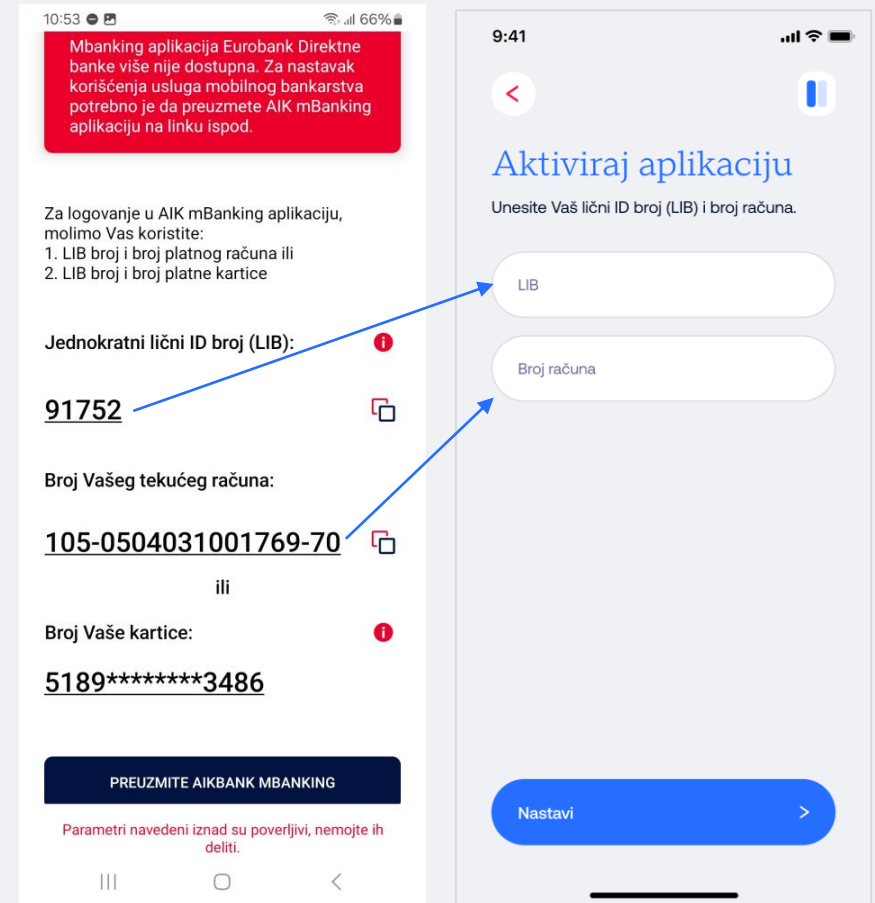 10:53
66%
Mbanking aplikacija Eurobank Direktne
banke više nije dostupna. Za nastavak
korišćenja usluga mobilnog bankarstva
potrebno je da preuzmete AIK mBanking
aplikaciju na linku ispod.
Za logovanje u AIK mBanking aplikaciju,
molimo Vas koristite:
1. LIB broj i broj platnog računa ili
2. LIB broj i broj platne kartice
Jednokratni lični ID broj (LIB):
91752
Broj Vašeg tekućeg računa:
105-0504031001769-70
ili
Broj Vaše kartice:
5189********3486
PREUZMITE AIKBANK MBANKING
Parametri navedeni iznad su poverljivi, nemojte ih
deliti.
9:41
Aktiviraj aplikaciju
Unesite Vaš lični ID broj (LIB) i broj računa.
LIB
Broj računa
Nastavi